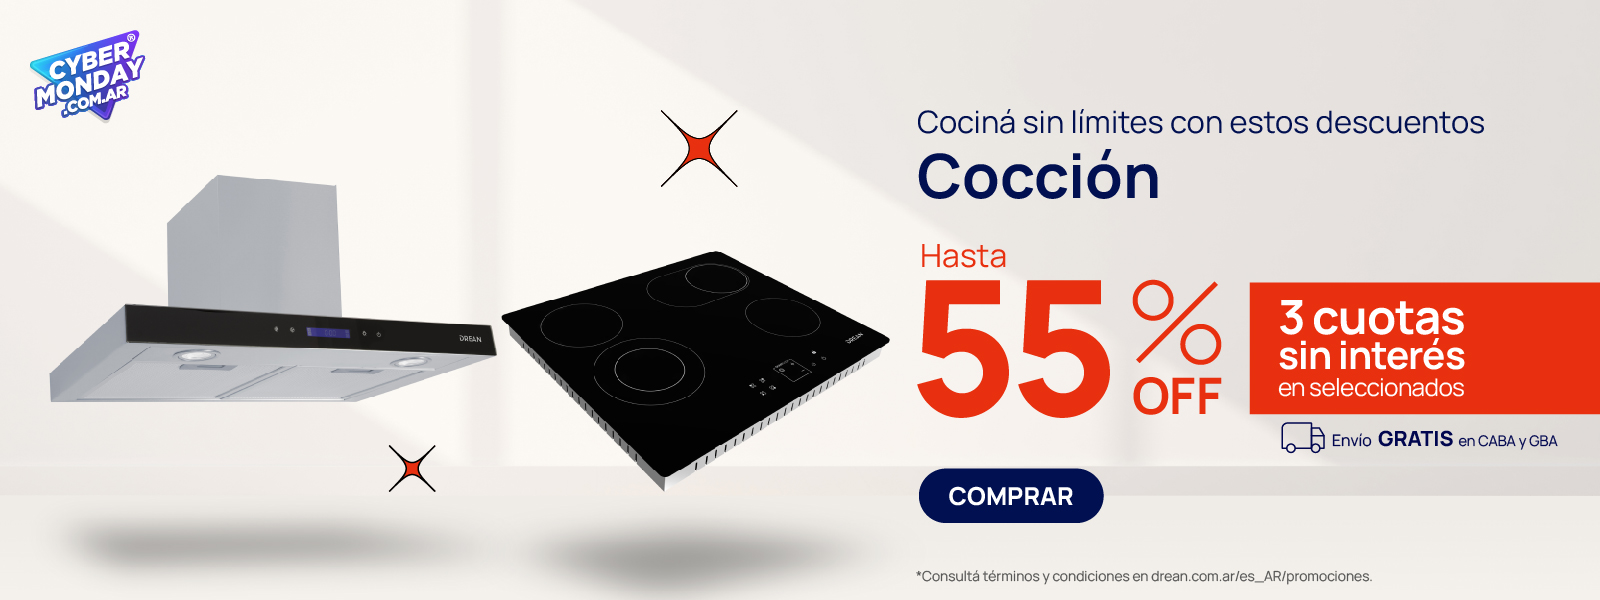 CYBER®
MONDAY
.COM.AR
Cociná sin límites con estos descuentos
Cocción
Hasta
55%
OFF
3 cuotas
sin interés
en seleccionados
Envío GRATIS en CABA y GBA
COMPRAR
*Consultá términos y condiciones en drean.com.ar/es_AR/promociones.
DREAN
DREAN